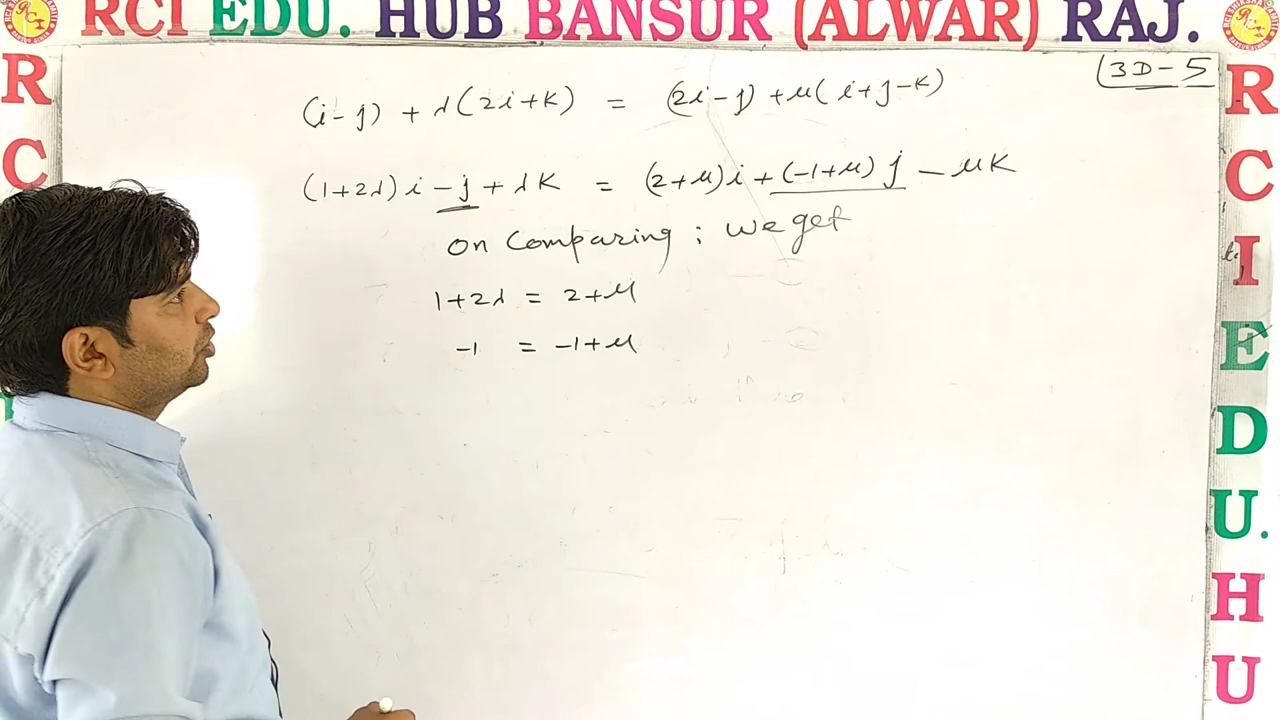 RCI EDU. HUB BANSUR (ALWAR) RAJ.
3D-5
(i-j) + λ(2i+k) = (2i-j) + μ(i+j-k)
(1+2λ)i -j + λk = (2+μ)i + (-1+μ)j - μk
On Comparing; we get
1+2λ = 2+μ
-1 = -1+μ
R
C
R
C
I
E
D
U.
H
U